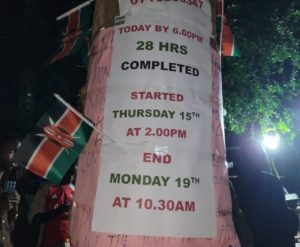 TODAY BY 6.00PM
28 HRS
COMPLETED
STARTED
THURSDAY 15TH
AT 2.00PM
END
MONDAY 19TH
AT 10.30AM